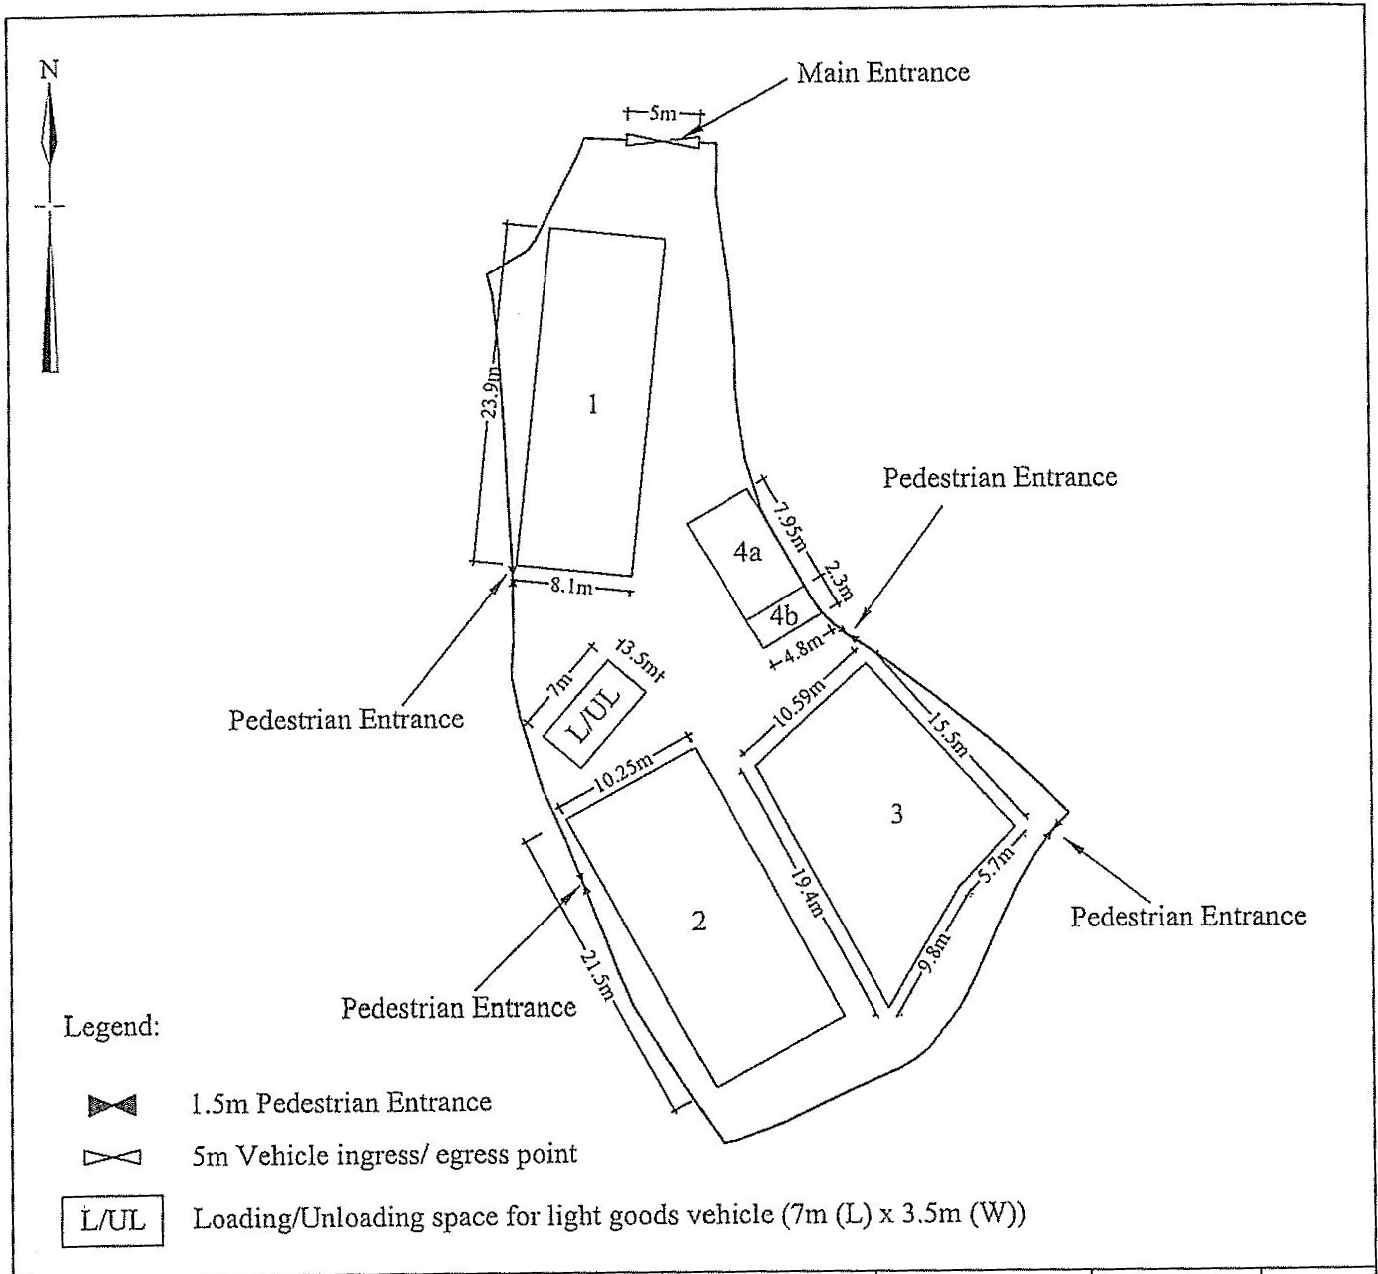 N
Main Entrance
5m
23.9m
1
8.1m
Pedestrian Entrance
7.95m
4a
2.3m
4b
4.8m
Pedestrian Entrance
7m
3.5m
L/UL
10.59m
15.5m
10.25m
3
19.4m
5.7m
9.8m
2
21.5m
Pedestrian Entrance
Pedestrian Entrance
Legend:
1.5m Pedestrian Entrance
5m Vehicle ingress/ egress point
L/UL Loading/Unloading space for light goods vehicle (7m (L) x 3.5m (W))